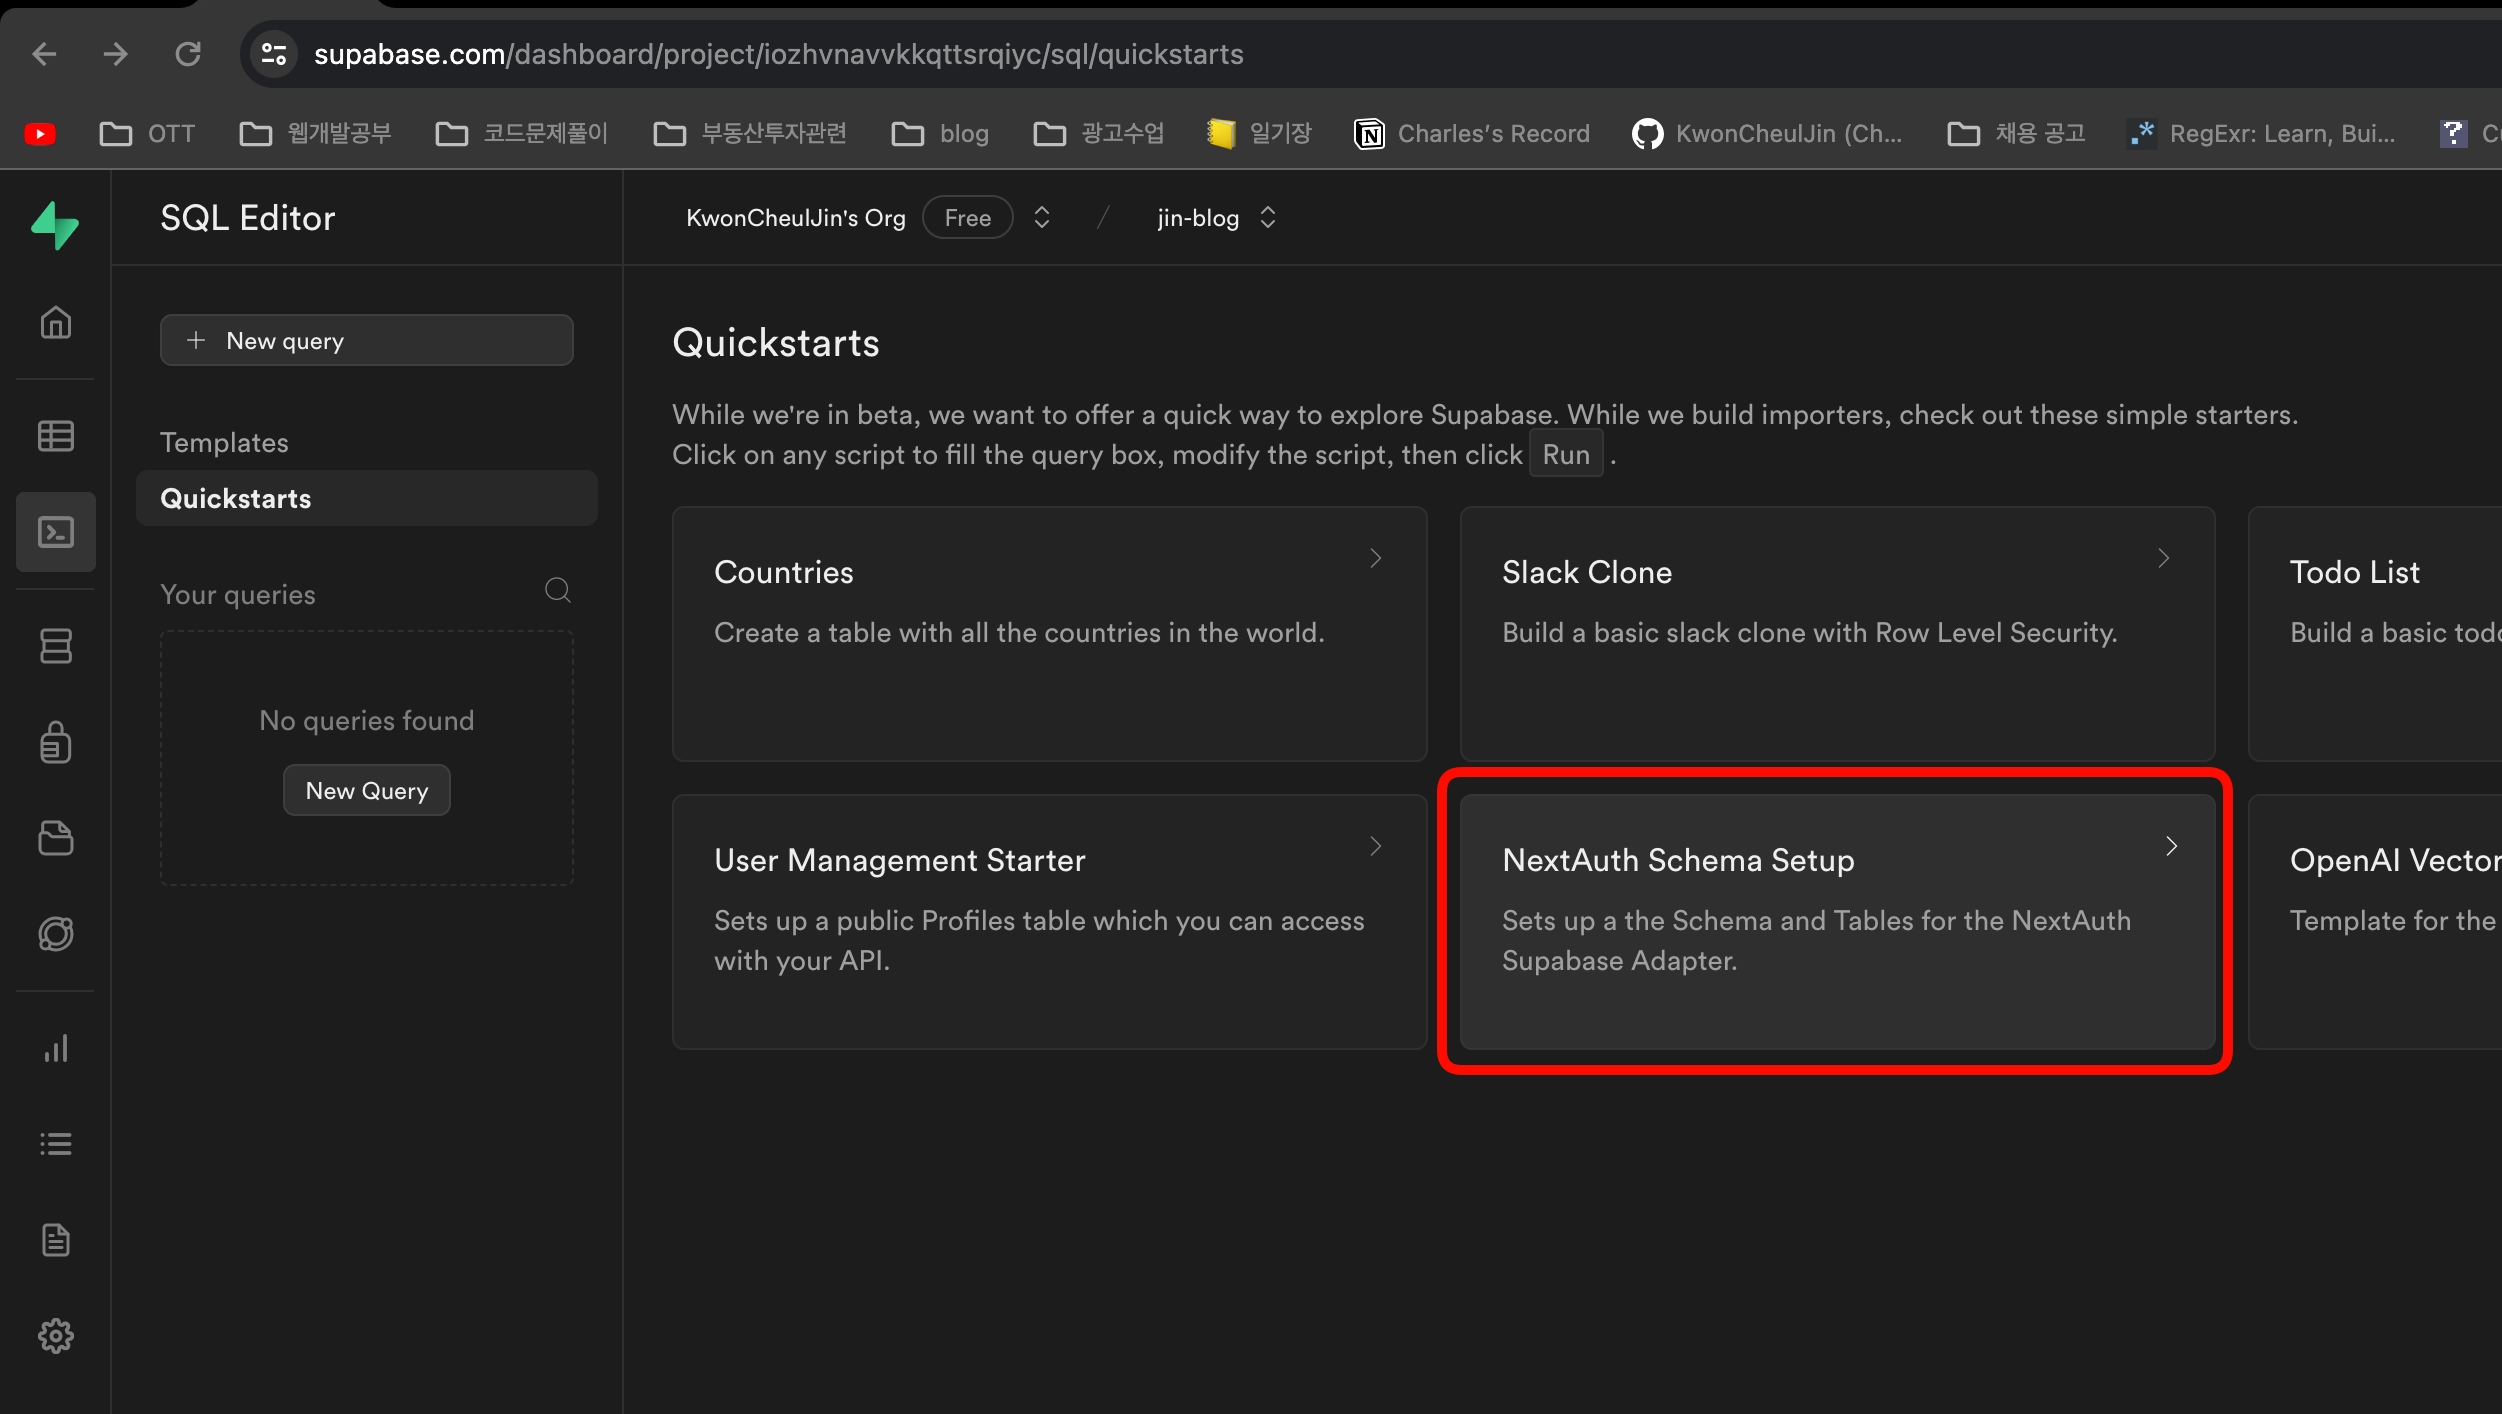 supabase.com/dashboard/project/iozhvnavvkkqttsrqiyc/sql/quickstarts
OTT 웹개발공부 코드문제풀이 부동산투자관련 blog 광고수업 일기장 Charles's Record KwonCheulJin (Ch... 채용 공고 RegExr: Learn, Bui...
SQL Editor
KwonCheulJin's Org Free / jin-blog
New query
Templates
Quickstarts
Your queries
No queries found
New Query
Quickstarts
While we're in beta, we want to offer a quick way to explore Supabase. While we build importers, check out these simple starters.
Click on any script to fill the query box, modify the script, then click Run .
Countries
Create a table with all the countries in the world.
Slack Clone
Build a basic slack clone with Row Level Security.
Todo List
Build a basic
User Management Starter
Sets up a public Profiles table which you can access
with your API.
NextAuth Schema Setup
Sets up a the Schema and Tables for the NextAuth
Supabase Adapter.
OpenAI Vector
Template for the